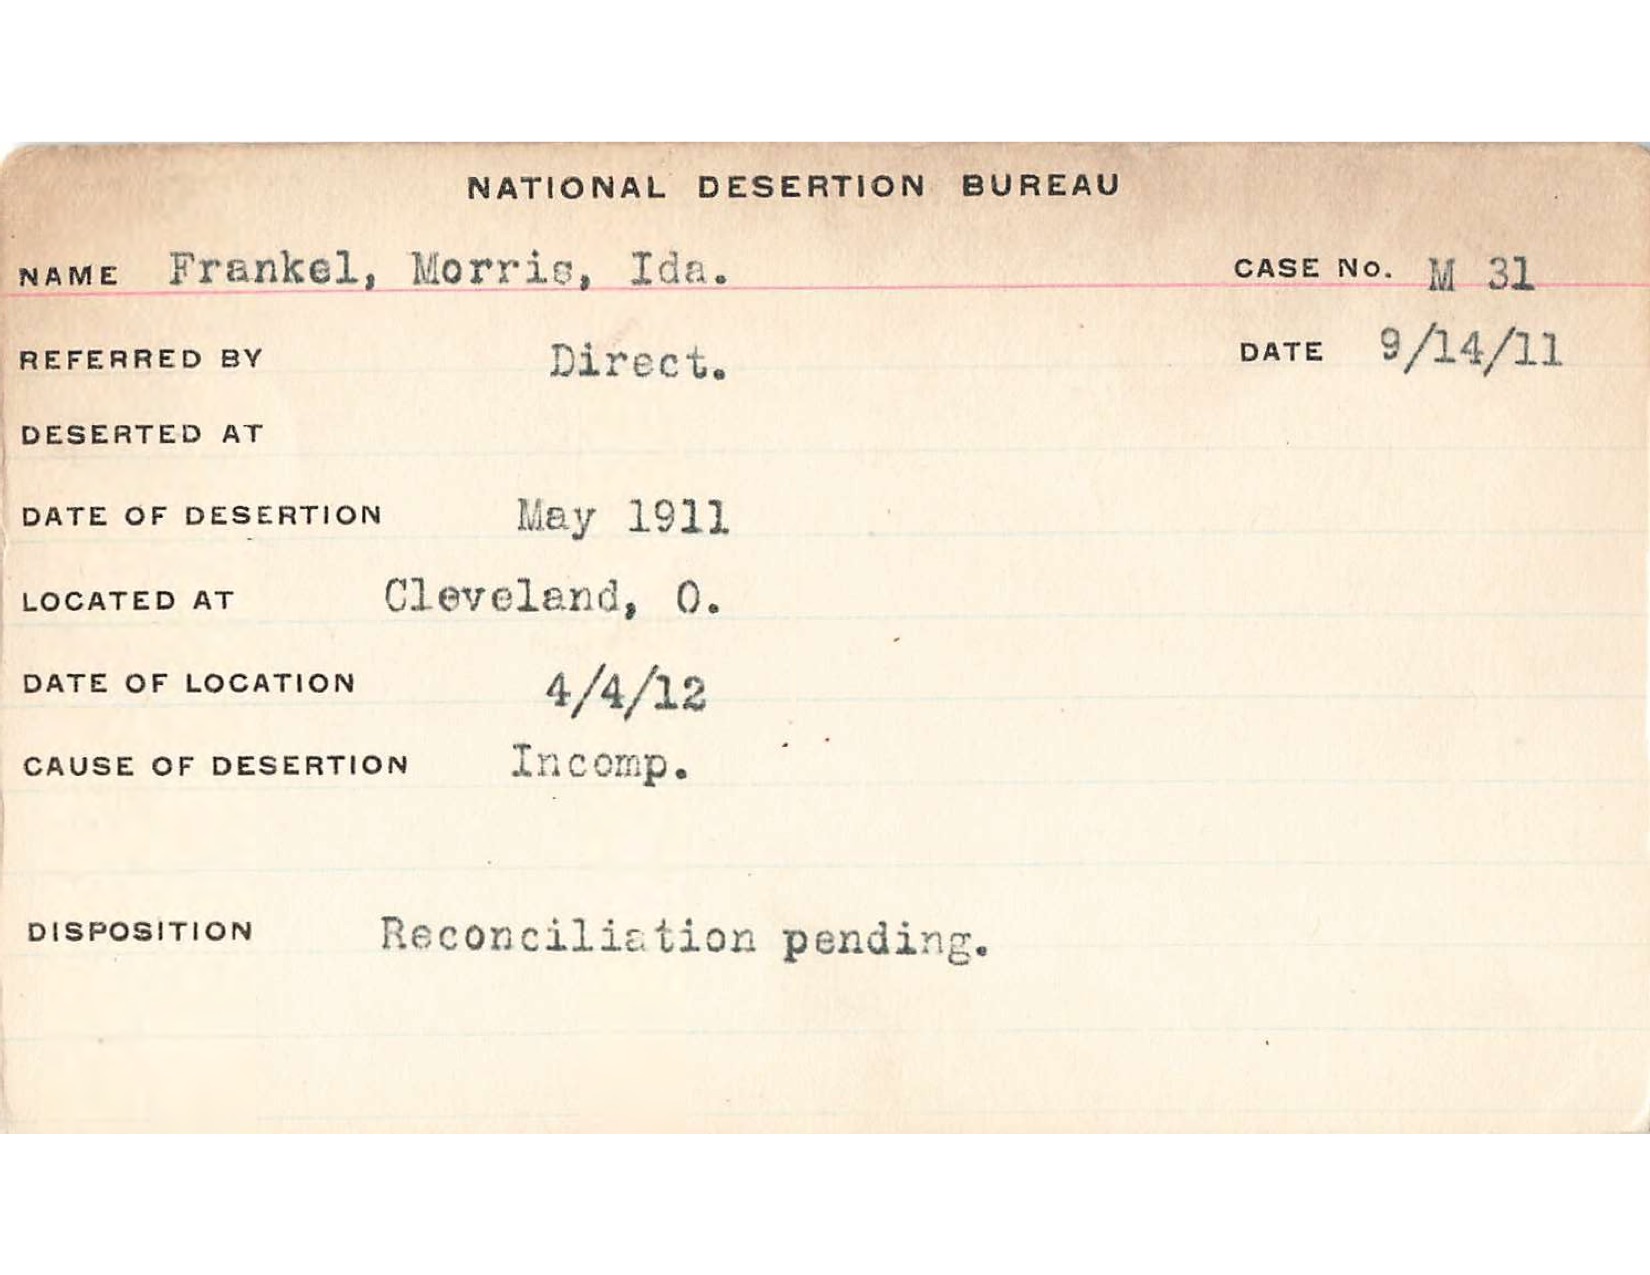 NATIONAL DESERTION BUREAU
NAME Frankel, Morris, Ida. CASE No. M 31
REFERRED BY Direct. DATE 9/14/11
DESERTED AT
DATE OF DESERTION May 1911
LOCATED AT Cleveland, O.
DATE OF LOCATION 4/4/12
CAUSE OF DESERTION Incomp.
DISPOSITION Reconciliation pending.